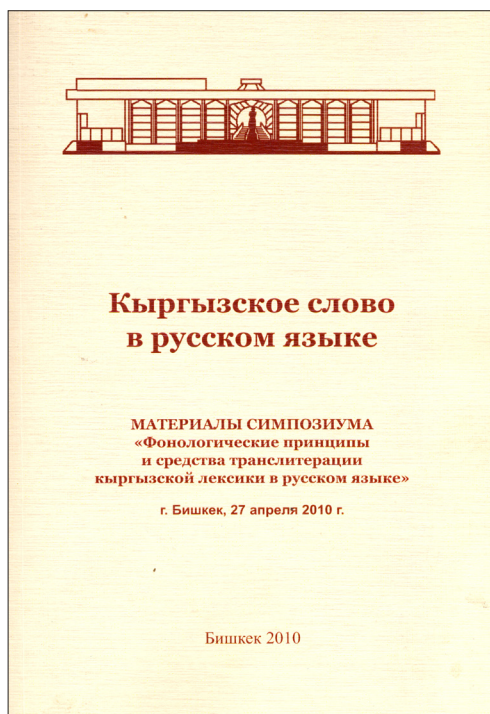 Кыргызское слово
в русском языке
МАТЕРИАЛЫ СИМПОЗИУМА
«Фонологические принципы
и средства транслитерации
кыргызской лексики в русском языке»
г. Бишкек, 27 апреля 2010 г.
Бишкек 2010